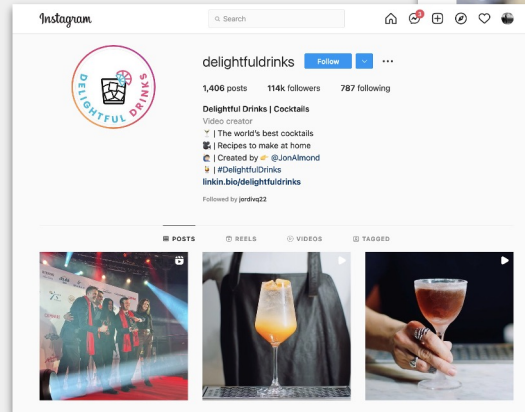 Instagram
Search
3
DELIGHTFUL DRINKS
delightfuldrinks
Follow
1,406 posts 114k followers 787 following
Delightful Drinks | Cocktails
Video creator
| The world's best cocktails
| Recipes to make at home
| Created by @JonAlmond
| #DelightfulDrinks
linkin.bio/delightfuldrinks
Followed by jordivq22
POSTS REELS VIDEOS TAGGED